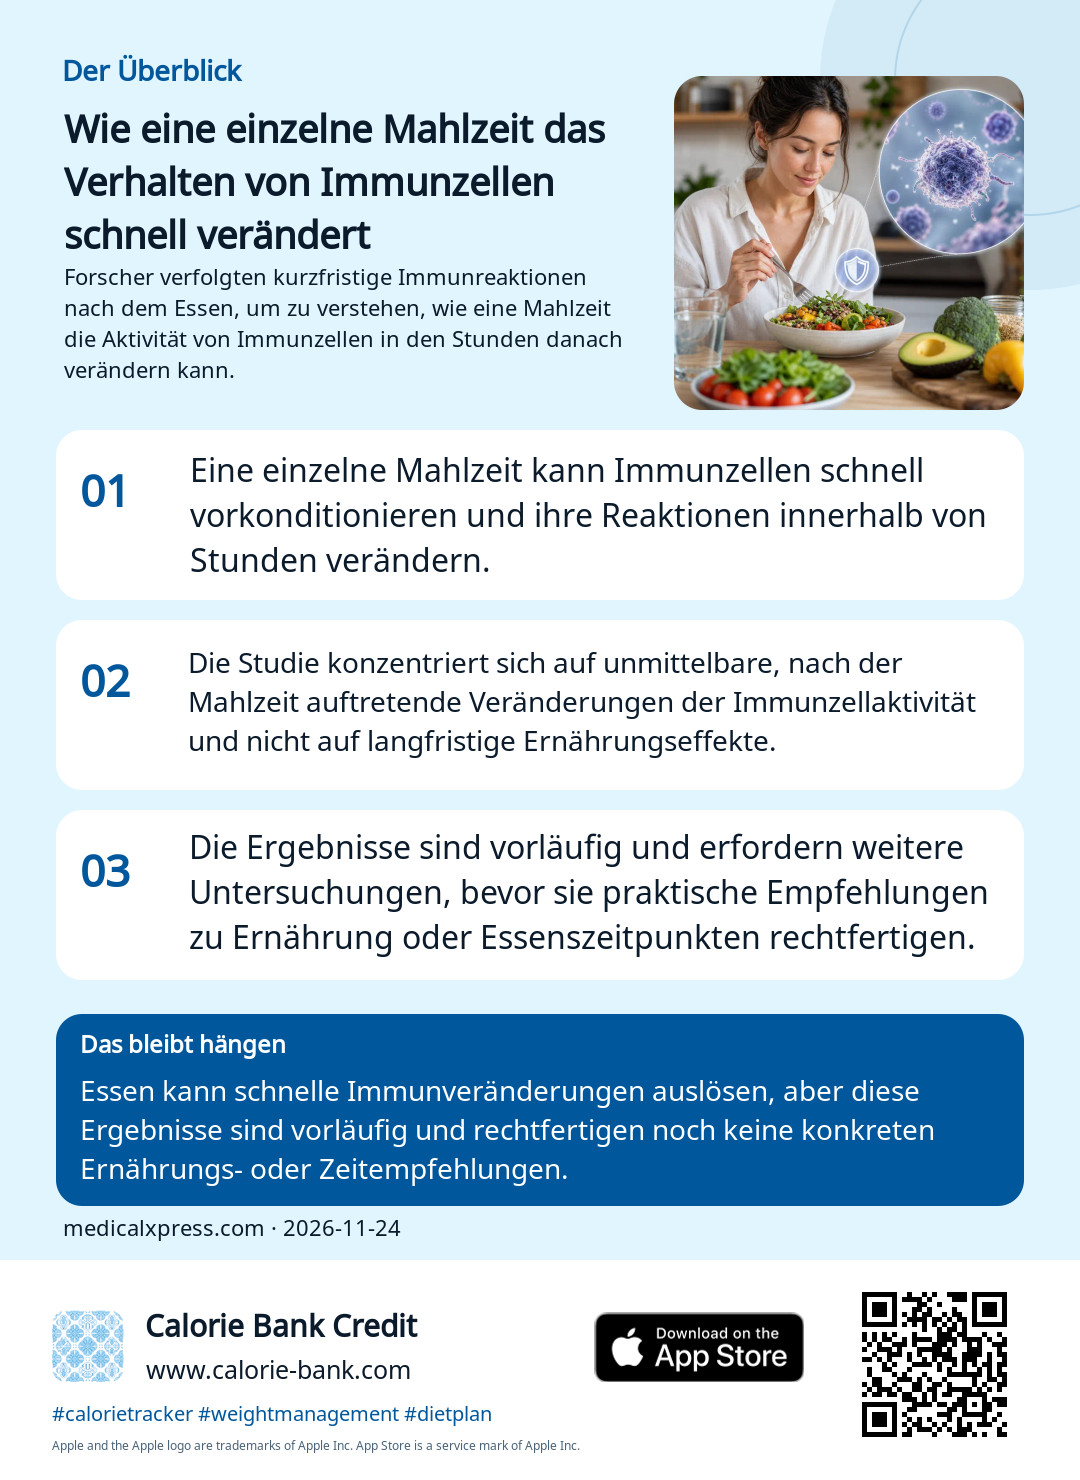 Der Überblick
Wie eine einzelne Mahlzeit das
Verhalten von Immunzellen
schnell verändert
Forscher verfolgten kurzfristige Immunreaktionen
nach dem Essen, um zu verstehen, wie eine Mahlzeit
die Aktivität von Immunzellen in den Stunden danach
verändern kann.
01
Eine einzelne Mahlzeit kann Immunzellen schnell
vorkonditionieren und ihre Reaktionen innerhalb von
Stunden verändern.
02
Die Studie konzentriert sich auf unmittelbare, nach der
Mahlzeit auftretende Veränderungen der Immunzellaktivität
und nicht auf langfristige Ernährungseffekte.
03
Die Ergebnisse sind vorläufig und erfordern weitere
Untersuchungen, bevor sie praktische Empfehlungen
zu Ernährung oder Essenszeitpunkten rechtfertigen.
Das bleibt hängen
Essen kann schnelle Immunveränderungen auslösen, aber diese
Ergebnisse sind vorläufig und rechtfertigen noch keine konkreten
Ernährungs- oder Zeitempfehlungen.
medicalxpress.com · 2026-11-24
Calorie Bank Credit
www.calorie-bank.com
#calorietracker #weightmanagement #dietplan
Apple and the Apple logo are trademarks of Apple Inc. App Store is a service mark of Apple Inc.
Download on the
App Store